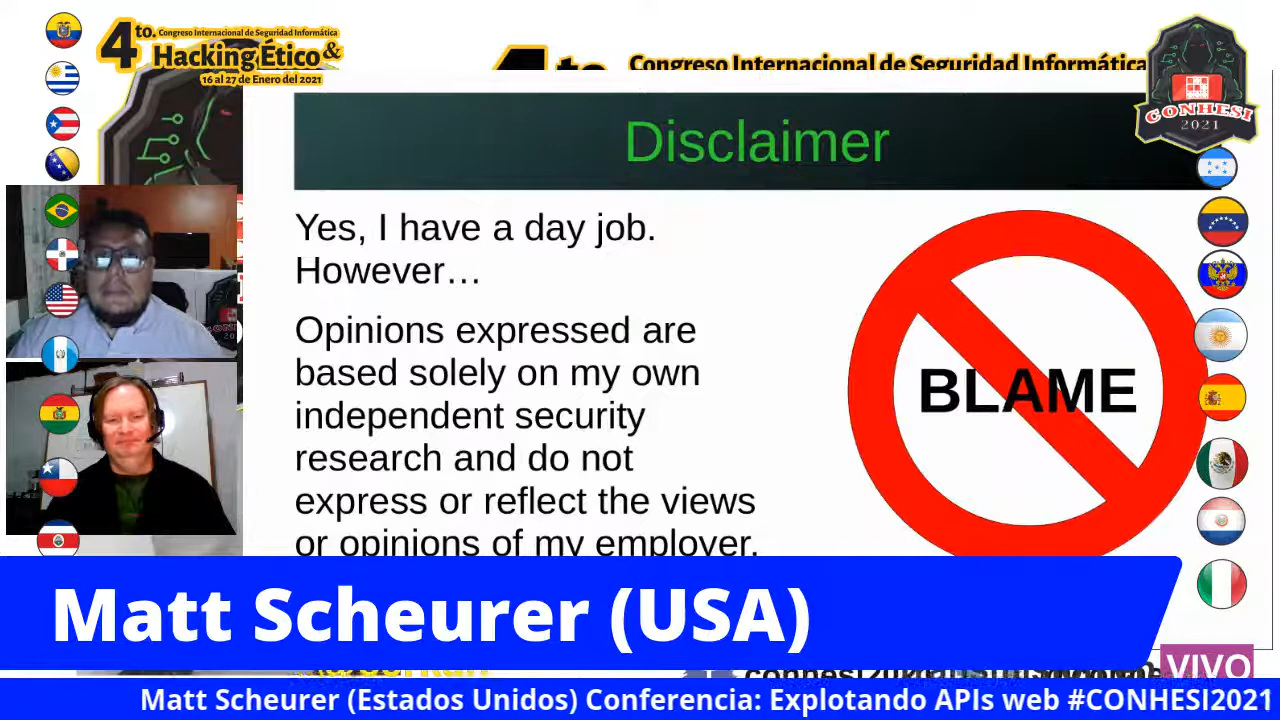 4to. Congreso Internacional de Seguridad Informática
Hacking Ético &
16 al 27 de Enero del 2021
4to. Congreso Internacional de Seguridad Informática
CONHESI
2021
Disclaimer
Yes, I have a day job.
However…
Opinions expressed are
based solely on my own
independent security
research and do not
express or reflect the views
or opinions of my employer.
BLAME
Matt Scheurer (USA)
VIVO
Matt Scheurer (Estados Unidos) Conferencia: Explotando APIs web #CONHESI2021